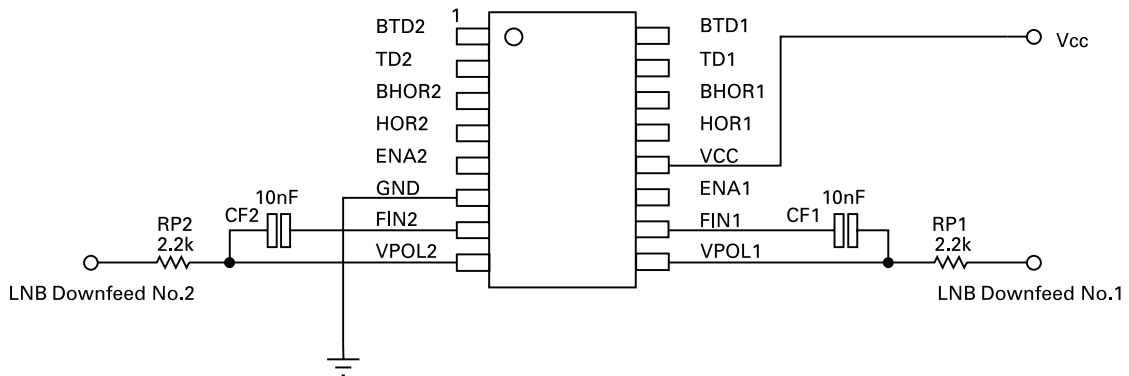 1
BTD2
BTD1
Vcc
TD2
TD1
BHOR2
BHOR1
HOR2
HOR1
ENA2
VCC
GND
ENA1
10nF
10nF
CF2
FIN2
FIN1
CF1
RP2
2.2k
RP1
2.2k
VPOL2
VPOL1
LNB Downfeed No.2
LNB Downfeed No.1